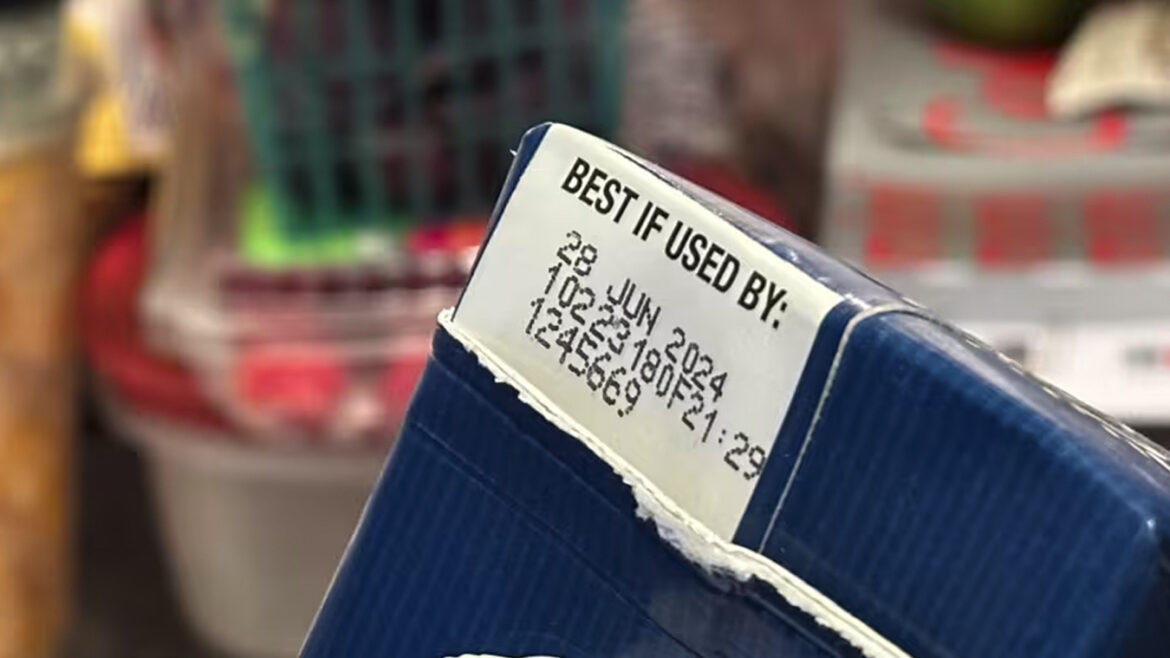 BEST IF USED BY:
28 JUN 2024
10223180F21:29
1245669